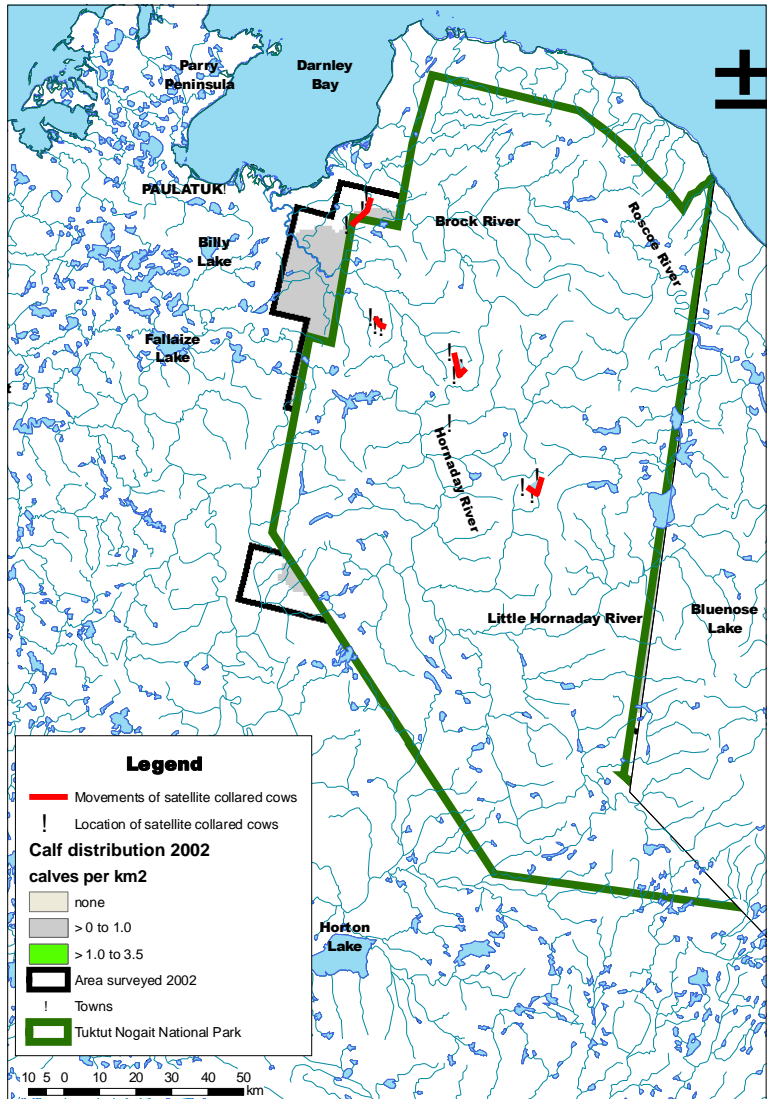 Parry
Peninsula
Darnley
Bay
PAULATUK!
Billy
Lake
Brock River
Roscoe River
Fallaize
Lake
Hornaday River
Little Hornaday River
Bluenose
Lake
Horton
Lake
Legend
Movements of satellite collared cows
! Location of satellite collared cows
Calf distribution 2002
calves per km2
none
> 0 to 1.0
> 1.0 to 3.5
Area surveyed 2002
! Towns
Tuktut Nogait National Park
10 5 0 10 20 30 40 50
km